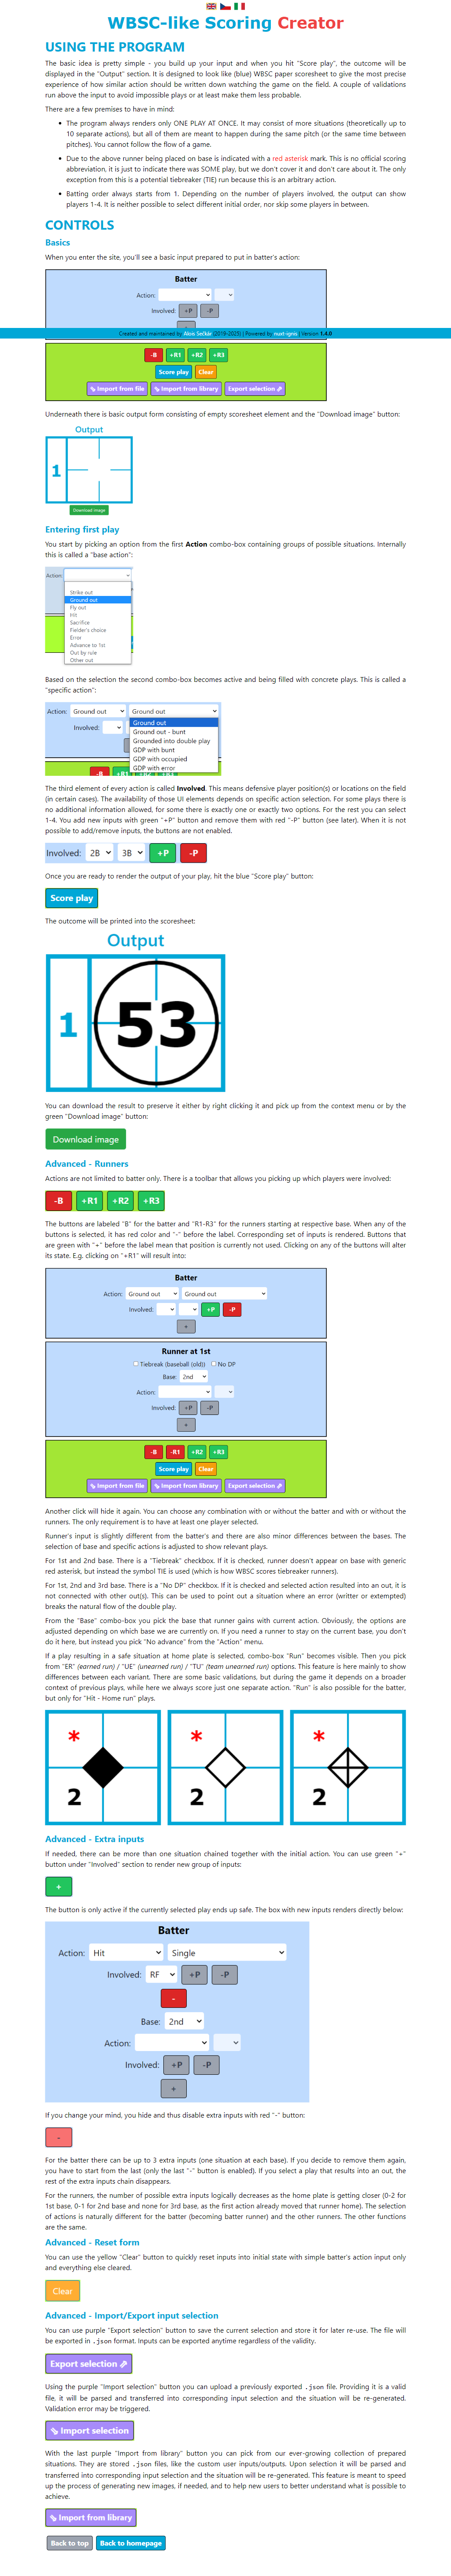 WBSC-like Scoring Creator
USING THE PROGRAM
The basic idea is pretty simple - you build up your input and when you hit "Score play", the outcome will be
displayed in the "Output" section. It is designed to look like (blue) WBSC paper scoresheet to give the most precise
experience of how similar action should be written down watching the game on the field. A couple of validations
run above the input to avoid impossible plays or at least make them less probable.
There are a few premises to have in mind:
• The program always renders only ONE PLAY AT ONCE. It may consist of more situations (theoretically up to
10 separate actions), but all of them are meant to happen during the same pitch (or the same time between
pitches). You cannot follow the flow of a game.
• Due to the above runner being placed on base is indicated with a red asterisk mark. This is no official scoring
abbreviation, it is just to indicate there was SOME play, but we don't cover it and don't care about it. The only
exception from this is a potential tiebreaker (TIE) run because this is an arbitrary action.
• Batting order always starts from 1. Depending on the number of players involved, the output can show
players 1-4. It is neither possible to select different initial order, nor skip some players in between.
CONTROLS
Basics
When you enter the site, you'll see a basic input prepared to put in batter's action:
Batter
Action:
Involved: +P -P
Created and maintained by Alois Sečkár (2019-2025) | Powered by nuxt-ignis | Version 1.4.0
-B +R1 +R2 +R3
Score play Clear
Import from file Import from library Export selection
Underneath there is basic output form consisting of empty scoresheet element and the "Download image" button:
Output
1
Download image
Entering first play
You start by picking an option from the first Action combo-box containing groups of possible situations. Internally
this is called a "base action":
Action:
Strike out
Ground out
Fly out
Hit
Sacrifice
Fielder's choice
Error
Advance to 1st
Out by rule
Other out
Based on the selection the second combo-box becomes active and being filled with concrete plays. This is called a
"specific action":
Action: Ground out Ground out
Involved:
Ground out
Ground out - bunt
Grounded into double play
GDP with bunt
GDP with occupied
GDP with error
-B +R1 +R2 +R3
The third element of every action is called Involved. This means defensive player position(s) or locations on the field
(in certain cases). The availability of those UI elements depends on specific action selection. For some plays there is
no additional information allowed, for some there is exactly one or exactly two options. For the rest you can select
1-4. You add new inputs with green "+P" button and remove them with red "-P" button (see later). When it is not
possible to add/remove inputs, the buttons are not enabled.
Involved: 2B 3B +P -P
Once you are ready to render the output of your play, hit the blue "Score play" button:
Score play
The outcome will be printed into the scoresheet:
Output
1 53
You can download the result to preserve it either by right clicking it and pick up from the context menu or by the
green "Download image" button:
Download image
Advanced - Runners
Actions are not limited to batter only. There is a toolbar that allows you picking up which players were involved:
-B +R1 +R2 +R3
The buttons are labeled "B" for the batter and "R1-R3" for the runners starting at respective base. When any of the
buttons is selected, it has red color and "-" before the label. Corresponding set of inputs is rendered. Buttons that
are green with "+" before the label mean that position is currently not used. Clicking on any of the buttons will alter
its state. E.g. clicking on "+R1" will result into:
Batter
Action: Ground out Ground out
Involved: +P -P
+
Runner at 1st
Tiebreak (baseball (old)) No DP
Base: 2nd
Action:
Involved: +P -P
+
-B -R1 +R2 +R3
Score play Clear
Import from file Import from library Export selection
Another click will hide it again. You can choose any combination with or without the batter and with or without the
runners. The only requirement is to have at least one player selected.
Runner's input is slightly different from the batter's and there are also minor differences between the bases. The
selection of base and specific actions is adjusted to show relevant plays.
For 1st and 2nd base. There is a "Tiebreak" checkbox. If it is checked, runner doesn't appear on base with generic
red asterisk, but instead the symbol TIE is used (which is how WBSC scores tiebreaker runners).
For 1st, 2nd and 3rd base. There is a "No DP" checkbox. If it is checked and selected action resulted into an out, it is
not connected with other out(s). This can be used to point out a situation where an error (writter or extempted)
breaks the natural flow of the double play.
From the "Base" combo-box you pick the base that runner gains with current action. Obviously, the options are
adjusted depending on which base we are currently on. If you need a runner to stay on the current base, you don't
do it here, but instead you pick "No advance" from the "Action" menu.
If a play resulting in a safe situation at home plate is selected, combo-box "Run" becomes visible. Then you pick
from "ER" (earned run) / "UE" (unearned run) / "TU" (team unearned run) options. This feature is here mainly to show
differences between each variant. There are some basic validations, but during the game it depends on a broader
context of previous plays, while here we always score just one separate action. "Run" is also possible for the batter,
but only for "Hit - Home run" plays.
* * *
2 2 2
Advanced - Extra inputs
If needed, there can be more than one situation chained together with the initial action. You can use green "+"
button under "Involved" section to render new group of inputs:
+
The button is only active if the currently selected play ends up safe. The box with new inputs renders directly below:
Batter
Action: Hit Single
Involved: RF +P -P
-
Base: 2nd
Action:
Involved: +P -P
+
If you change your mind, you hide and thus disable extra inputs with red "-" button:
-
For the batter there can be up to 3 extra inputs (one situation at each base). If you decide to remove them again,
you have to start from the last (only the last "-" button is enabled). If you select a play that results into an out, the
rest of the extra inputs chain disappears.
For the runners, the number of possible extra inputs logically decreases as the home plate is getting closer (0-2 for
1st base, 0-1 for 2nd base and none for 3rd base, as the first action already moved that runner home). The selection
of actions is naturally different for the batter (becoming batter runner) and the other runners. The other functions
are the same.
Advanced - Reset form
You can use the yellow "Clear" button to quickly reset inputs into initial state with simple batter's action input only
and everything else cleared.
Clear
Advanced - Import/Export input selection
You can use purple "Export selection" button to save the current selection and store it for later re-use. The file will
be exported in .json format. Inputs can be exported anytime regardless of the validity.
Export selection
Using the purple "Import selection" button you can upload a previously exported .json file. Providing it is a valid
file, it will be parsed and transferred into corresponding input selection and the situation will be re-generated.
Validation error may be triggered.
Import selection
With the last purple "Import from library" button you can pick from our ever-growing collection of prepared
situations. They are stored .json files, like the custom user inputs/outputs. Upon selection it will be parsed and
transferred into corresponding input selection and the situation will be re-generated. This feature is meant to speed
up the process of generating new images, if needed, and to help new users to better understand what is possible to
achieve.
Import from library
Back to top Back to homepage